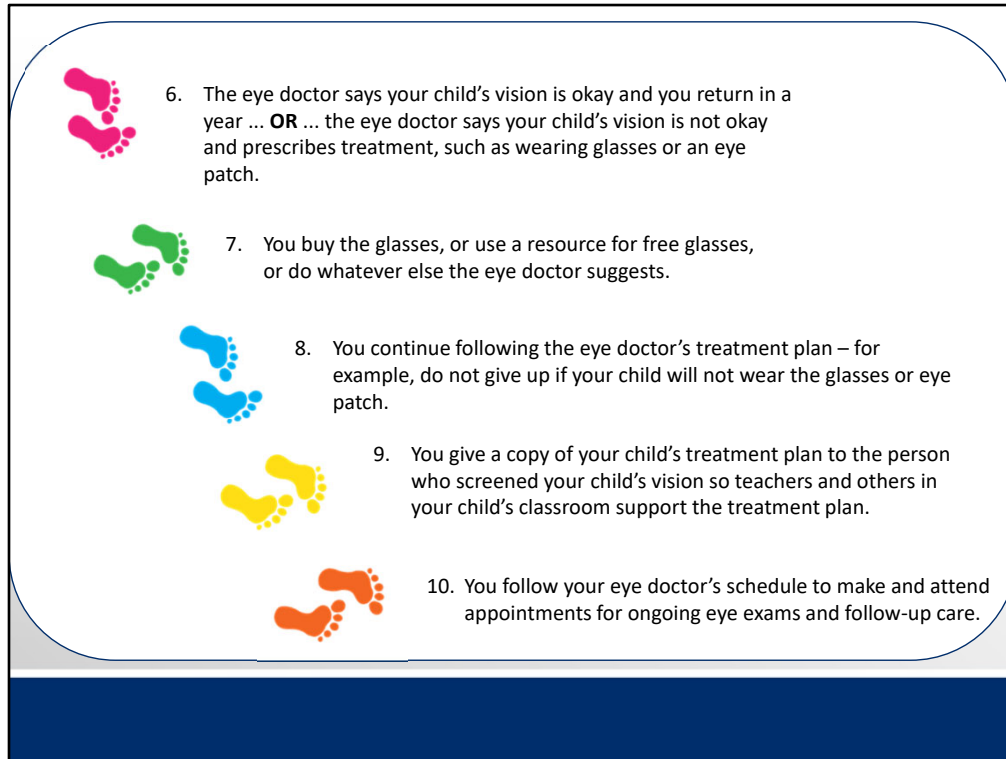 6. The eye doctor says your child’s vision is okay and you return in a
year ... OR ... the eye doctor says your child’s vision is not okay
and prescribes treatment, such as wearing glasses or an eye
patch.
7. You buy the glasses, or use a resource for free glasses,
or do whatever else the eye doctor suggests.
8. You continue following the eye doctor’s treatment plan – for
example, do not give up if your child will not wear the glasses or eye
patch.
9. You give a copy of your child’s treatment plan to the person
who screened your child’s vision so teachers and others in
your child’s classroom support the treatment plan.
10. You follow your eye doctor’s schedule to make and attend
appointments for ongoing eye exams and follow-up care.